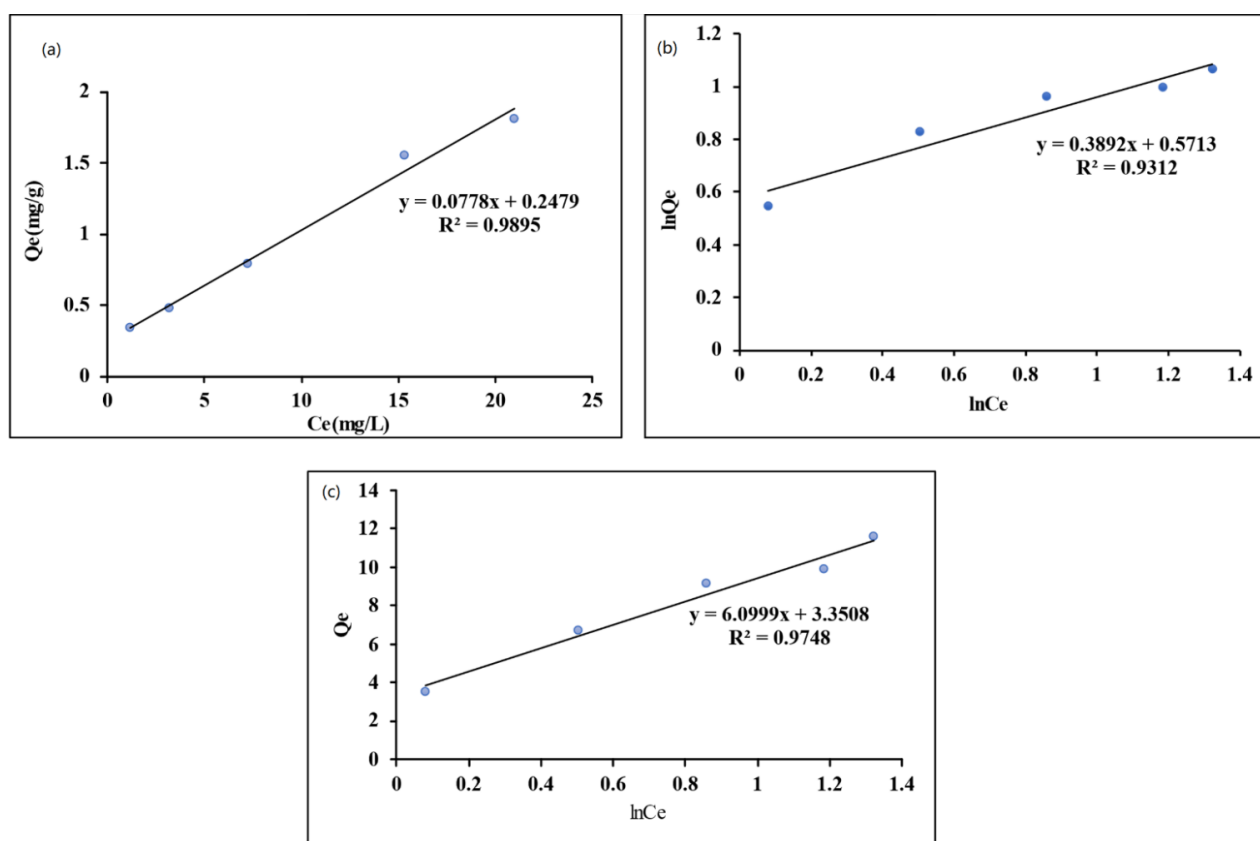 (a)
2
1.5
1
0.5
0
Qe(mg/g)
y = 0.0778x + 0.2479
R² = 0.9895
0 5 10 15 20 25
Ce(mg/L)
(b)
1.2
1
0.8
0.6
0.4
0.2
0
lnQe
y = 0.3892x + 0.5713
R² = 0.9312
0 0.2 0.4 0.6 0.8 1 1.2 1.4
lnCe
(c)
14
12
10
8
6
4
2
0
Qe
y = 6.0999x + 3.3508
R² = 0.9748
0 0.2 0.4 0.6 0.8 1 1.2 1.4
lnCe